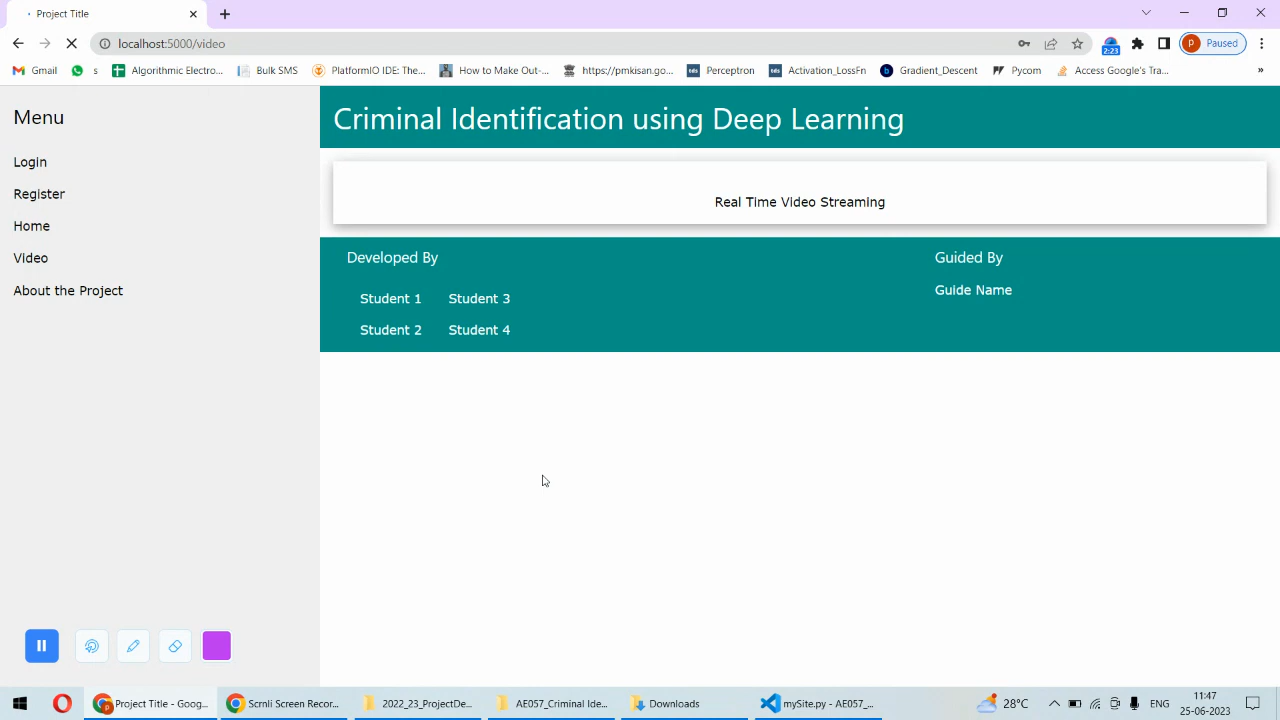 Project Title
localhost:5000/video
2:23
P
Paused
Gmail
s
Algorithmic Electro...
Bulk SMS
PlatformIO IDE: The...
How to Make Out-...
https://pmkisan.go...
Perceptron
Activation_LossFn
Gradient_Descent
Pycom
Access Google's Tra...
»
Menu
Login
Register
Home
Video
About the Project
Criminal Identification using Deep Learning
Real Time Video Streaming
Developed By
Guided By
Student 1 Student 3
Guide Name
Student 2 Student 4
Project Title - Goog...
Scrnli Screen Recor...
2022_23_ProjectDe...
AE057_Criminal Ide...
Downloads
mySite.py - AE057_...
28°C
ENG
11:47
25-06-2023